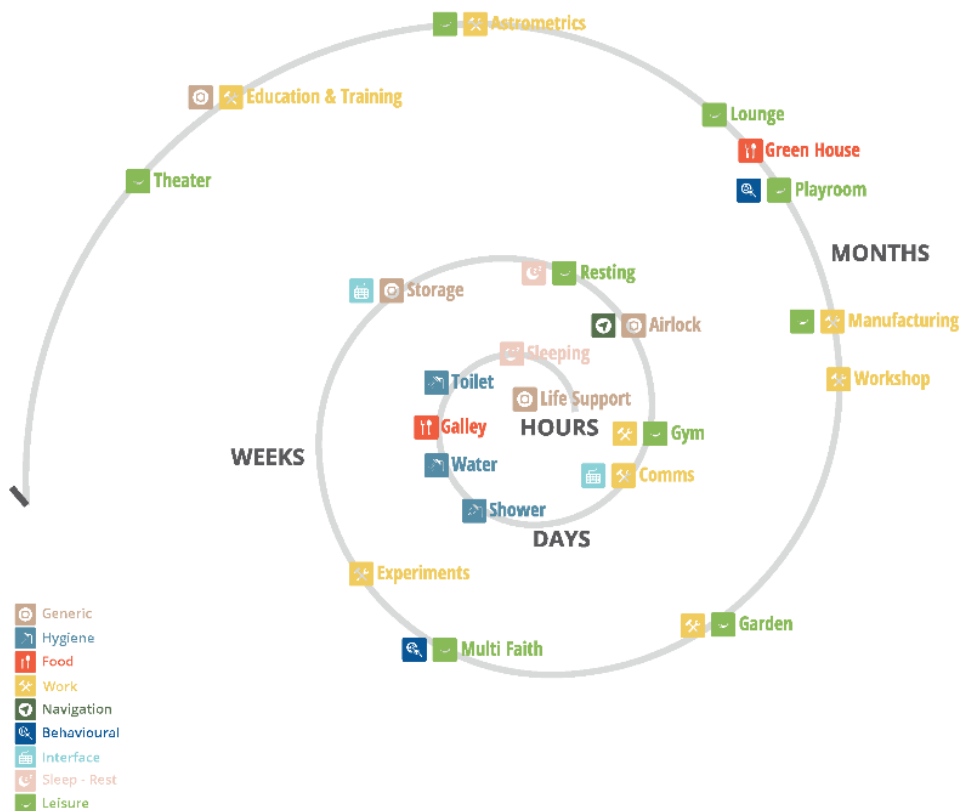 Astrometrics
Education & Training
Lounge
Green House
Theater
Playroom
MONTHS
Resting
Storage
Airlock
Manufacturing
Sleeping
Toilet
Workshop
Life Support
Galley
HOURS
Gym
WEEKS
Water
Comms
Shower
DAYS
Experiments
Garden
Multi Faith
Generic
Hygiene
Food
Work
Navigation
Behavioural
Interface
Sleep - Rest
Leisure